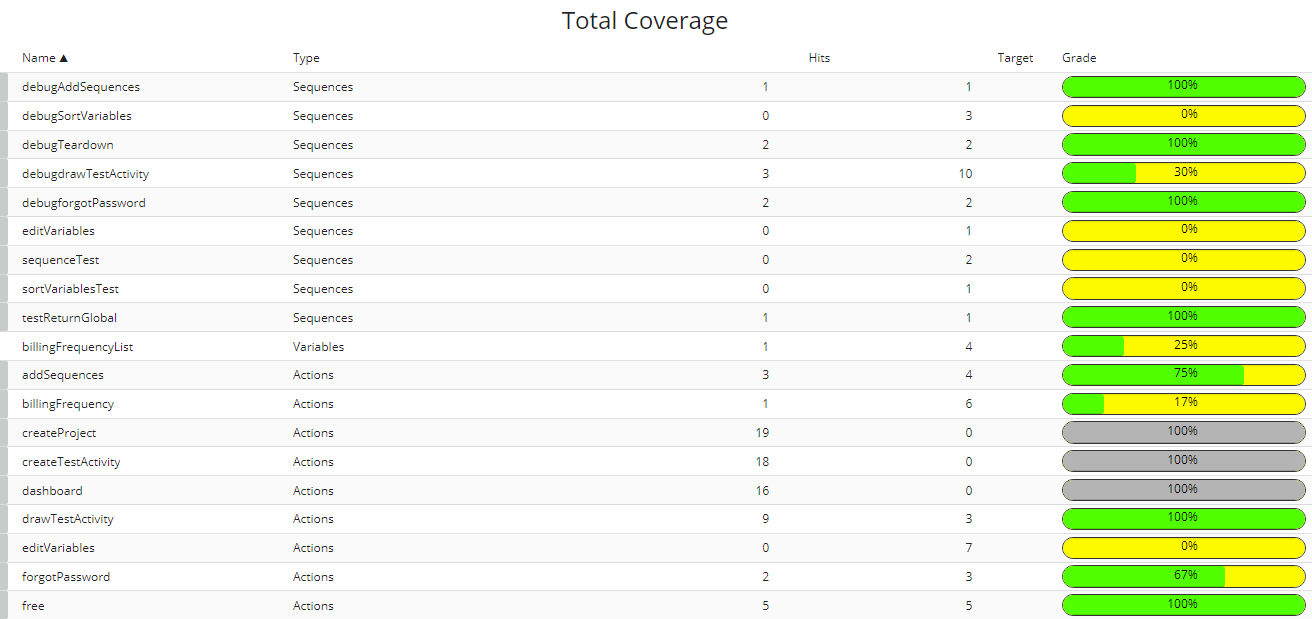 Total Coverage
Name ▲ Type Hits Target Grade
debugAddSequences Sequences 1 1 100%
debugSortVariables Sequences 0 3 0%
debugTeardown Sequences 2 2 100%
debugdrawTestActivity Sequences 3 10 30%
debugforgotPassword Sequences 2 2 100%
editVariables Sequences 0 1 0%
sequenceTest Sequences 0 2 0%
sortVariablesTest Sequences 0 1 0%
testReturnGlobal Sequences 1 1 100%
billingFrequencyList Variables 1 4 25%
addSequences Actions 3 4 75%
billingFrequency Actions 1 6 17%
createProject Actions 19 0 100%
createTestActivity Actions 18 0 100%
dashboard Actions 16 0 100%
drawTestActivity Actions 9 3 100%
editVariables Actions 0 7 0%
forgotPassword Actions 2 3 67%
free Actions 5 5 100%